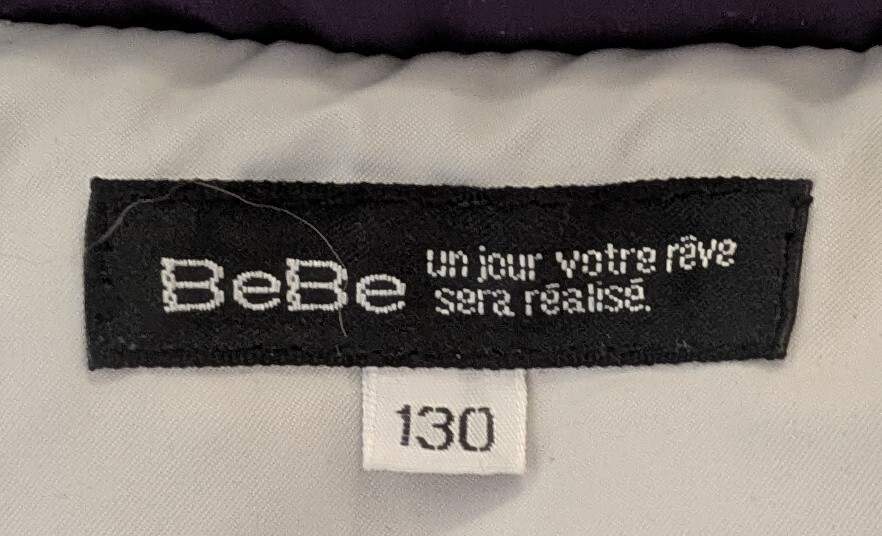 BeBe
un jour votre rêve
sera réalisé.
130